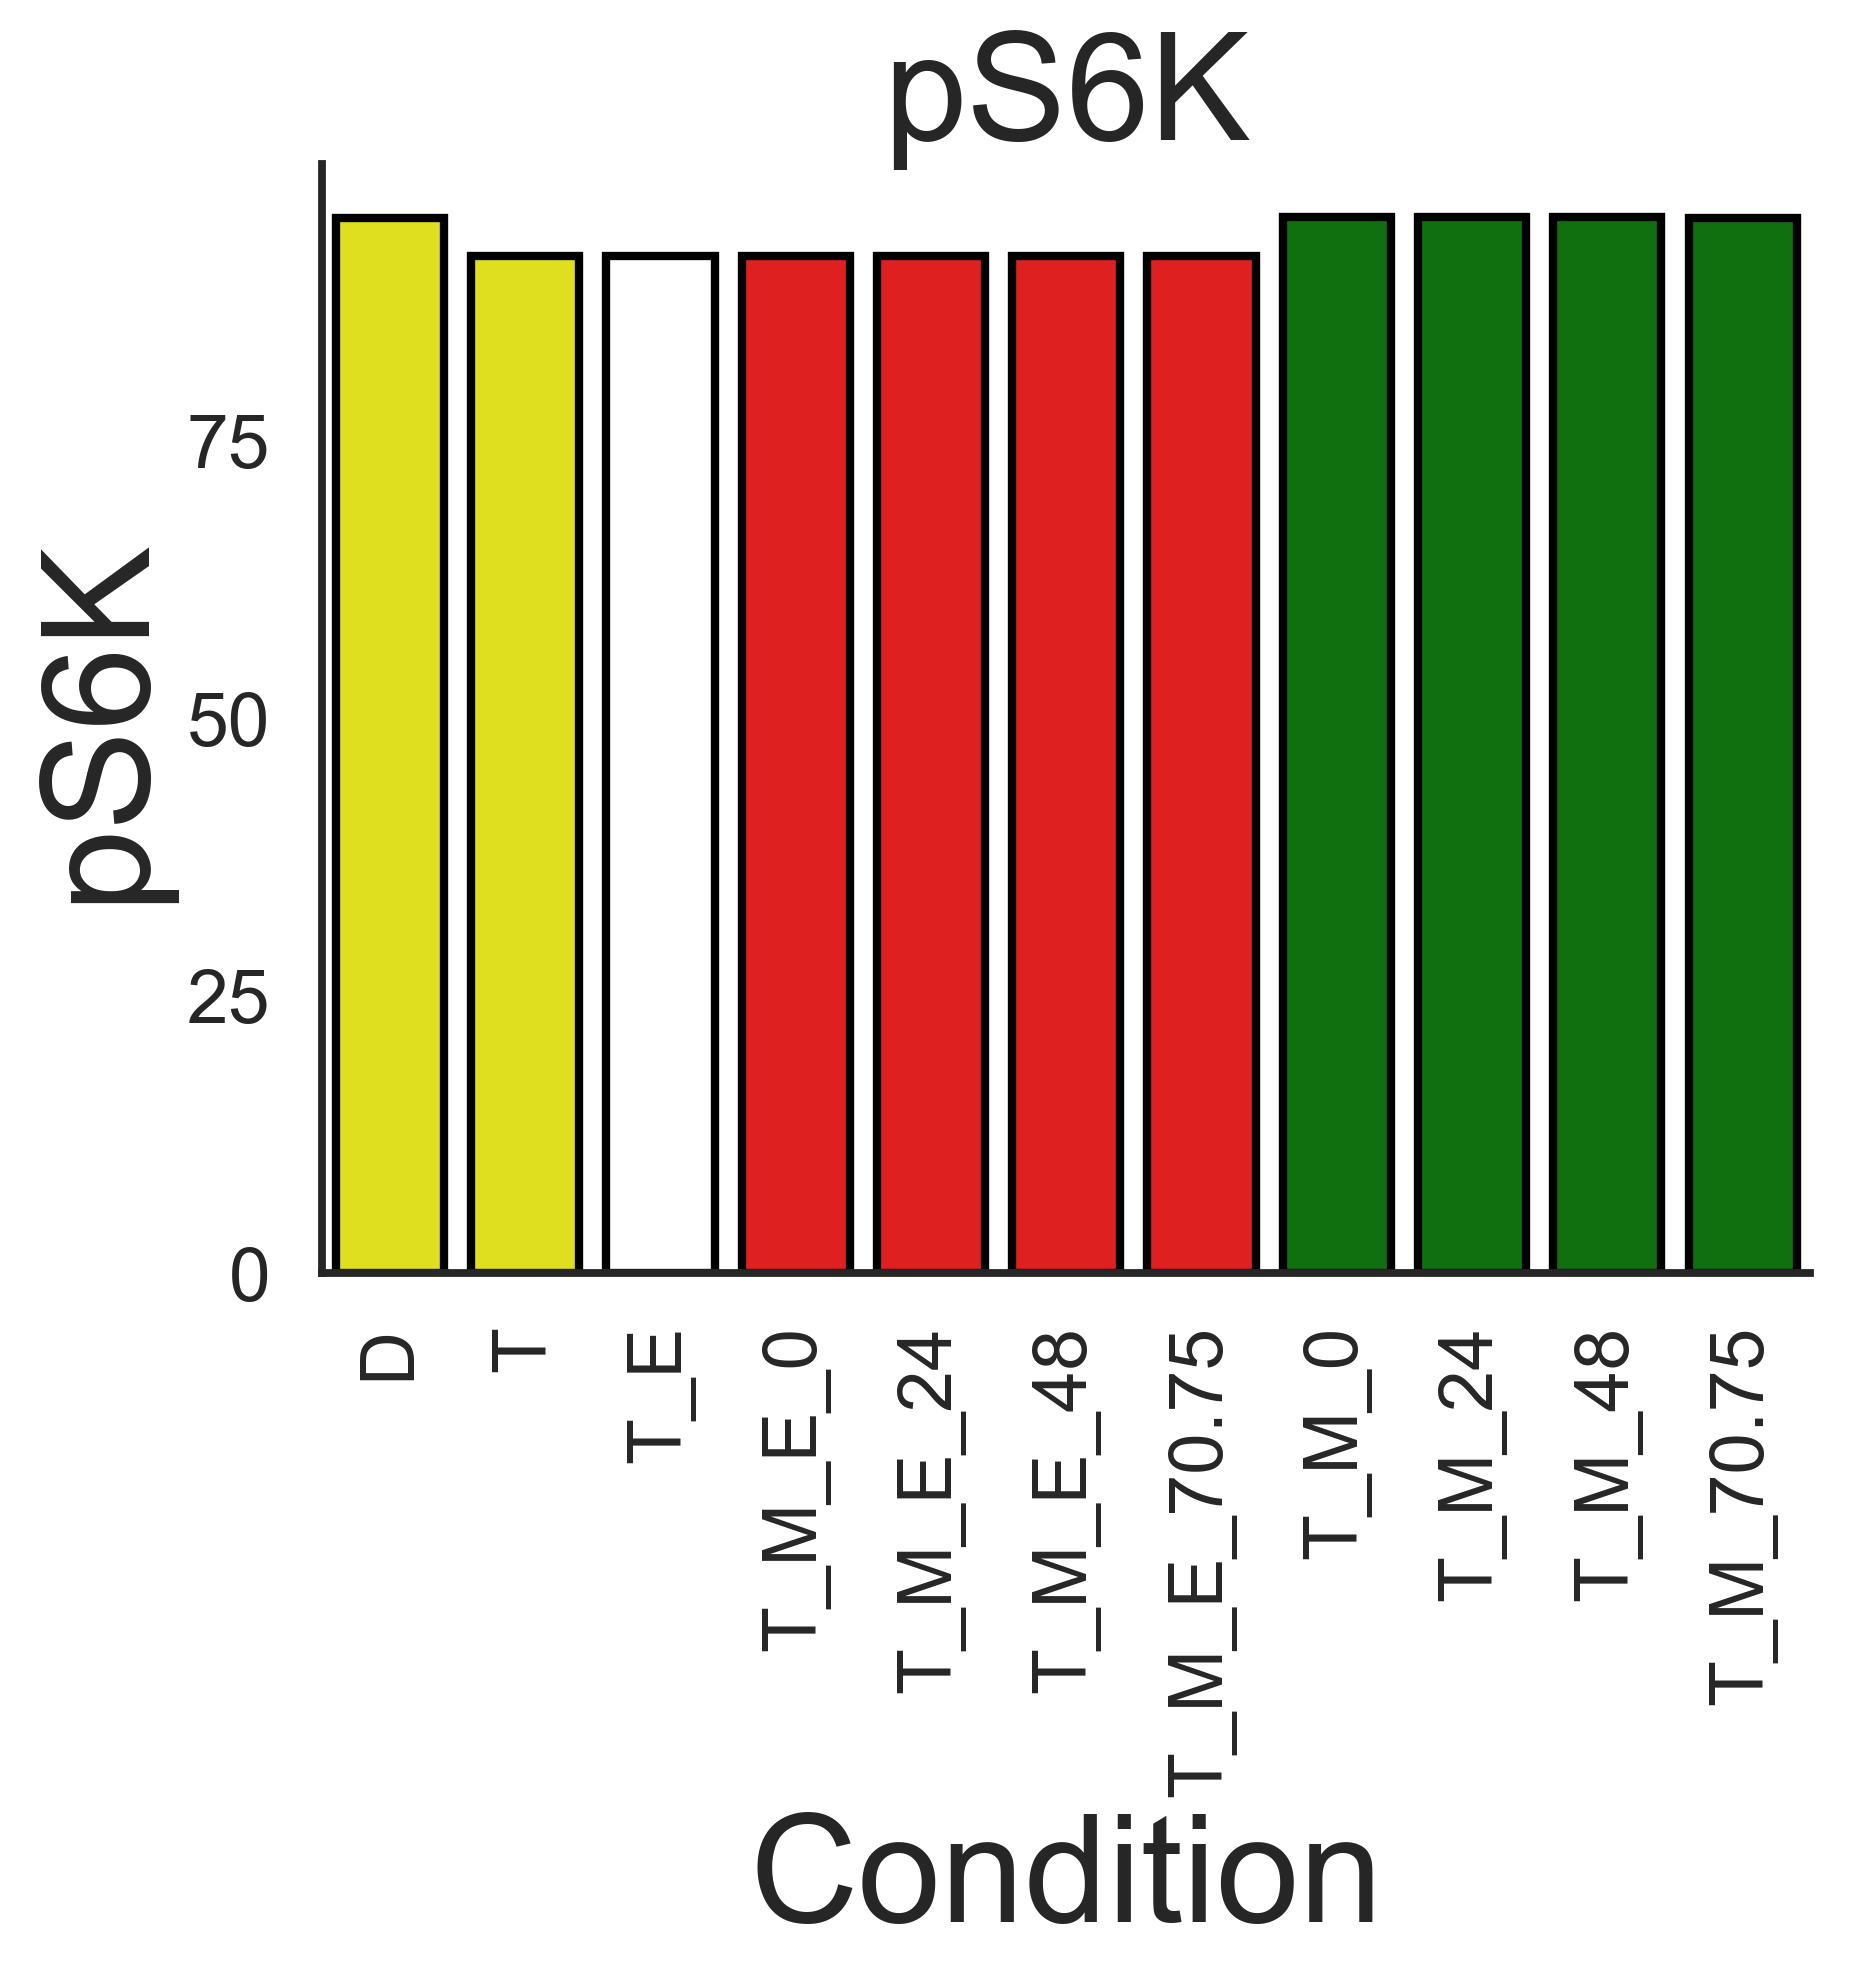 pS6K
pS6K
75
50
25
0
D
T
T_E
T_M_E_0
T_M_E_24
T_M_E_48
T_M_E_70.75
T_M_0
T_M_24
T_M_48
T_M_70.75
Condition